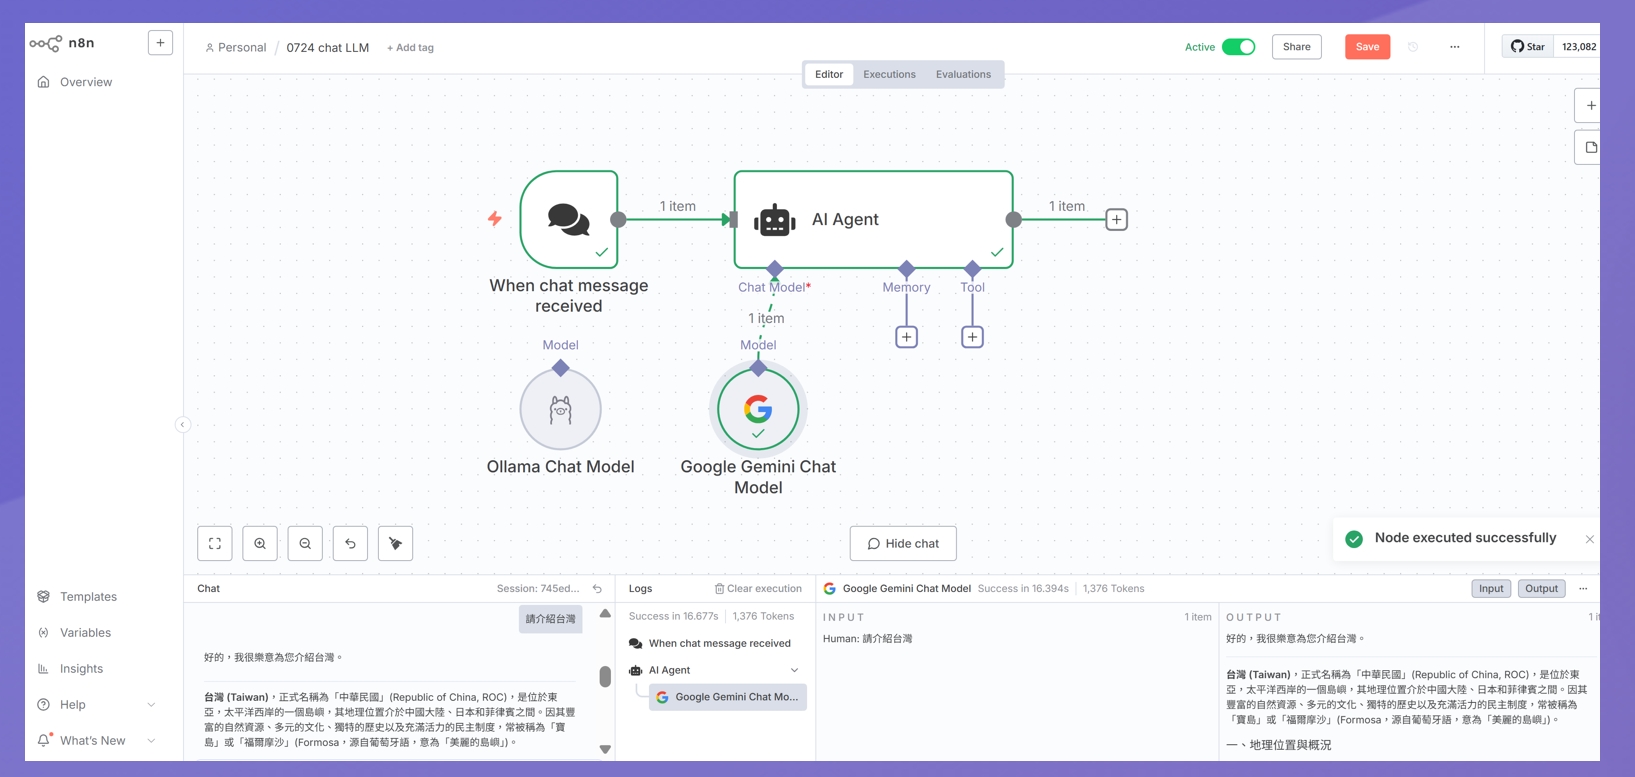 n8n
Personal / 0724 chat LLM + Add tag
Active
Share
Save
Star 123,082
Overview
Editor Executions Evaluations
1 item
AI Agent
1 item
When chat message
received
Chat Model*
Memory
Tool
1 item
Model
Model
Ollama Chat Model
Google Gemini Chat
Model
Hide chat
Node executed successfully
Templates
Variables
Insights
Help
What's New
Chat
Session: 745ed...
請介紹台灣
好的，我很樂意為您介紹台灣。
台灣 (Taiwan)，正式名稱為「中華民國」(Republic of China, ROC)，是位於東
亞，太平洋西岸的一個島嶼，其地理位置介於中國大陸、日本和菲律賓之間。因其豐
富的自然資源、多元的文化、獨特的歷史以及充滿活力的民主制度，常被稱為「寶
島」或「福爾摩沙」(Formosa，源自葡萄牙語，意為「美麗的島嶼」)。
Logs
Clear execution
Success in 16.677s 1,376 Tokens
When chat message received
AI Agent
Google Gemini Chat Mo...
Google Gemini Chat Model Success in 16.394s 1,376 Tokens
Input
Output
INPUT
1 item
Human: 請介紹台灣
OUTPUT
好的，我很樂意為您介紹台灣。
台灣 (Taiwan)，正式名稱為「中華民國」(Republic of China, ROC)，是位於東
亞，太平洋西岸的一個島嶼，其地理位置介於中國大陸、日本和菲律賓之間。因其
豐富的自然資源、多元的文化、獨特的歷史以及充滿活力的民主制度，常被稱為
「寶島」或「福爾摩沙」(Formosa，源自葡萄牙語，意為「美麗的島嶼」)。
一、地理位置與概況